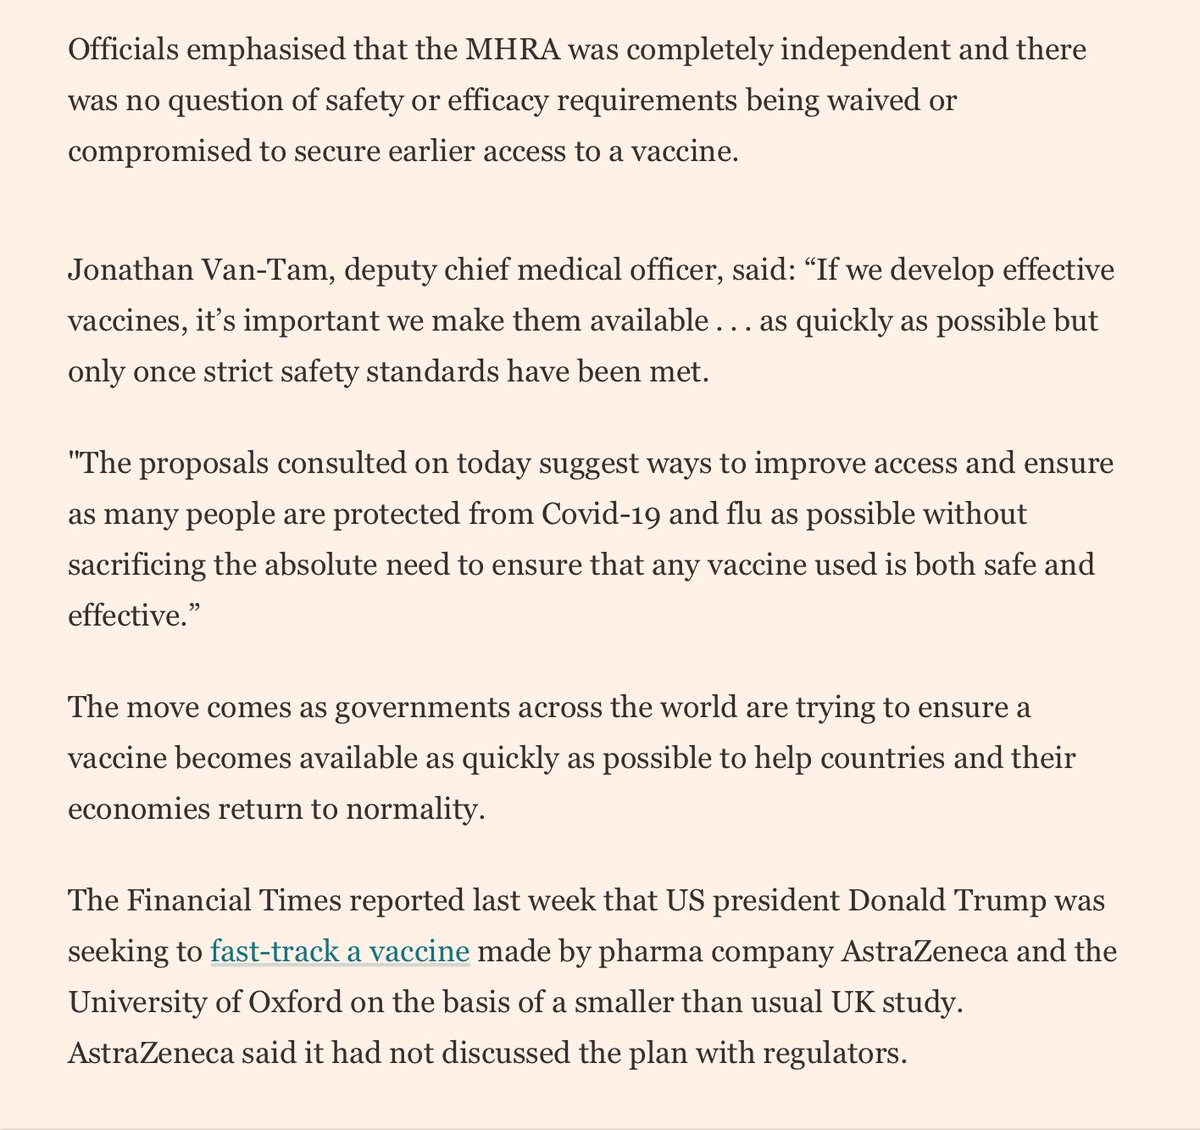 Officials emphasised that the MHRA was completely independent and there
was no question of safety or efficacy requirements being waived or
compromised to secure earlier access to a vaccine.
Jonathan Van-Tam, deputy chief medical officer, said: “If we develop effective
vaccines, it’s important we make them available . . . as quickly as possible but
only once strict safety standards have been met.
"The proposals consulted on today suggest ways to improve access and ensure
as many people are protected from Covid-19 and flu as possible without
sacrificing the absolute need to ensure that any vaccine used is both safe and
effective.”
The move comes as governments across the world are trying to ensure a
vaccine becomes available as quickly as possible to help countries and their
economies return to normality.
The Financial Times reported last week that US president Donald Trump was
seeking to fast-track a vaccine made by pharma company AstraZeneca and the
University of Oxford on the basis of a smaller than usual UK study.
AstraZeneca said it had not discussed the plan with regulators.